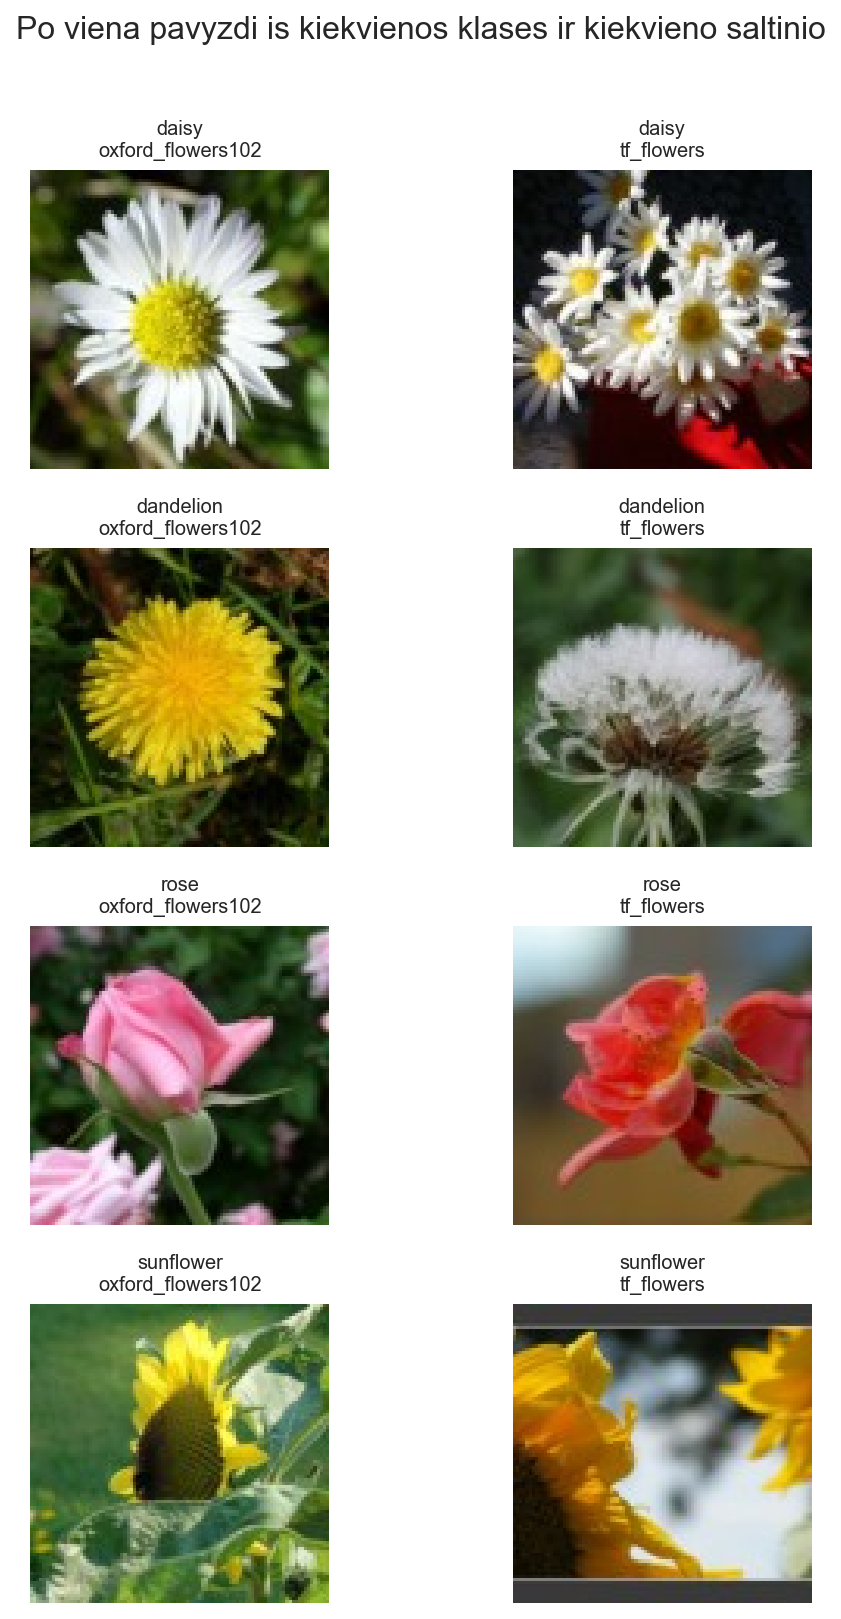 Po viena pavyzdi is kiekvienos klases ir kiekvieno saltinio
daisy
oxford_flowers102
daisy
tf_flowers
dandelion
oxford_flowers102
dandelion
tf_flowers
rose
oxford_flowers102
rose
tf_flowers
sunflower
oxford_flowers102
sunflower
tf_flowers